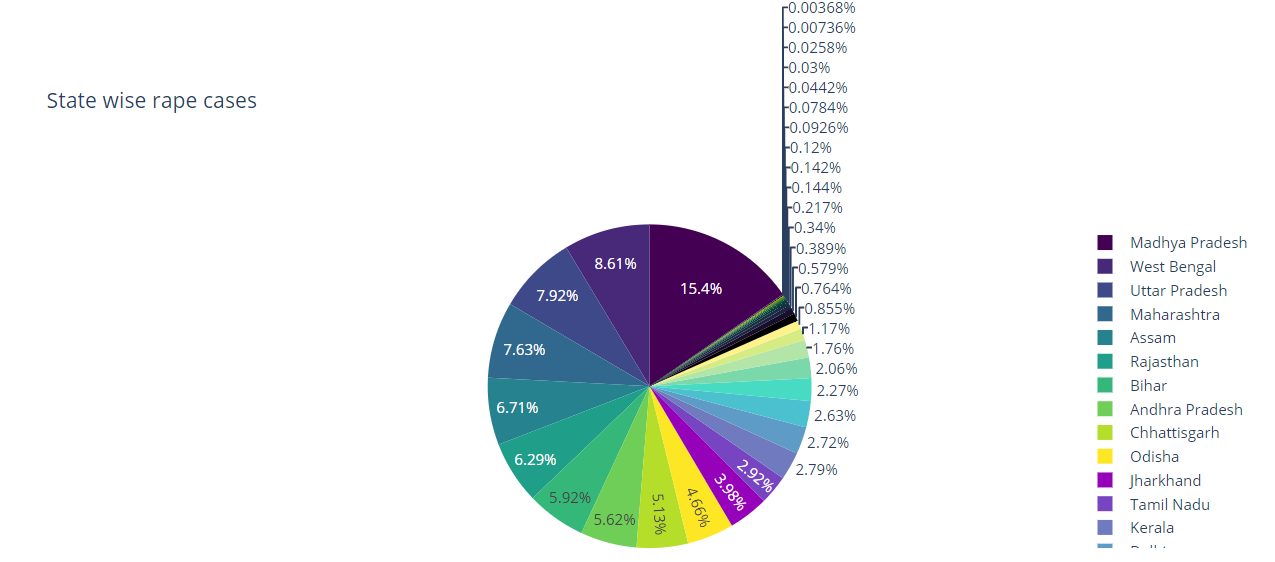 State wise rape cases
0.00368%
0.00736%
0.0258%
0.03%
0.0442%
0.0784%
0.0926%
0.12%
0.142%
0.144%
0.217%
0.34%
0.389%
0.579%
0.764%
0.855%
1.17%
1.76%
2.06%
2.27%
2.63%
2.72%
2.79%
2.92%
3.98%
4.66%
5.13%
5.62%
5.92%
6.29%
6.71%
7.63%
7.92%
8.61%
15.4%
Madhya Pradesh
West Bengal
Uttar Pradesh
Maharashtra
Assam
Rajasthan
Bihar
Andhra Pradesh
Chhattisgarh
Odisha
Jharkhand
Tamil Nadu
Kerala